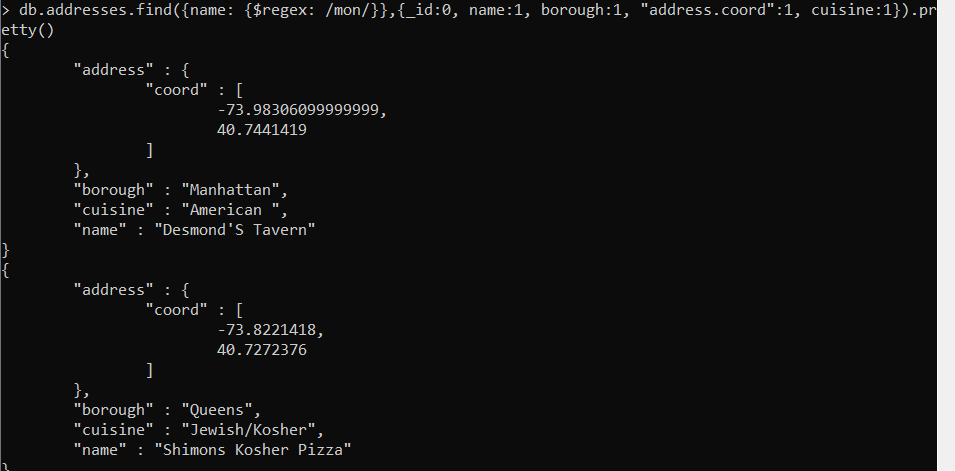 > db.addresses.find({name: {$regex: /mon/}},{_id:0, name:1, borough:1, "address.coord":1, cuisine:1}).pr
etty()
{
        "address" : {
                "coord" : [
                        -73.98306099999999,
                        40.7441419
                ]
        },
        "borough" : "Manhattan",
        "cuisine" : "American ",
        "name" : "Desmond'S Tavern"
}
{
        "address" : {
                "coord" : [
                        -73.8221418,
                        40.7272376
                ]
        },
        "borough" : "Queens",
        "cuisine" : "Jewish/Kosher",
        "name" : "Shimons Kosher Pizza"
}